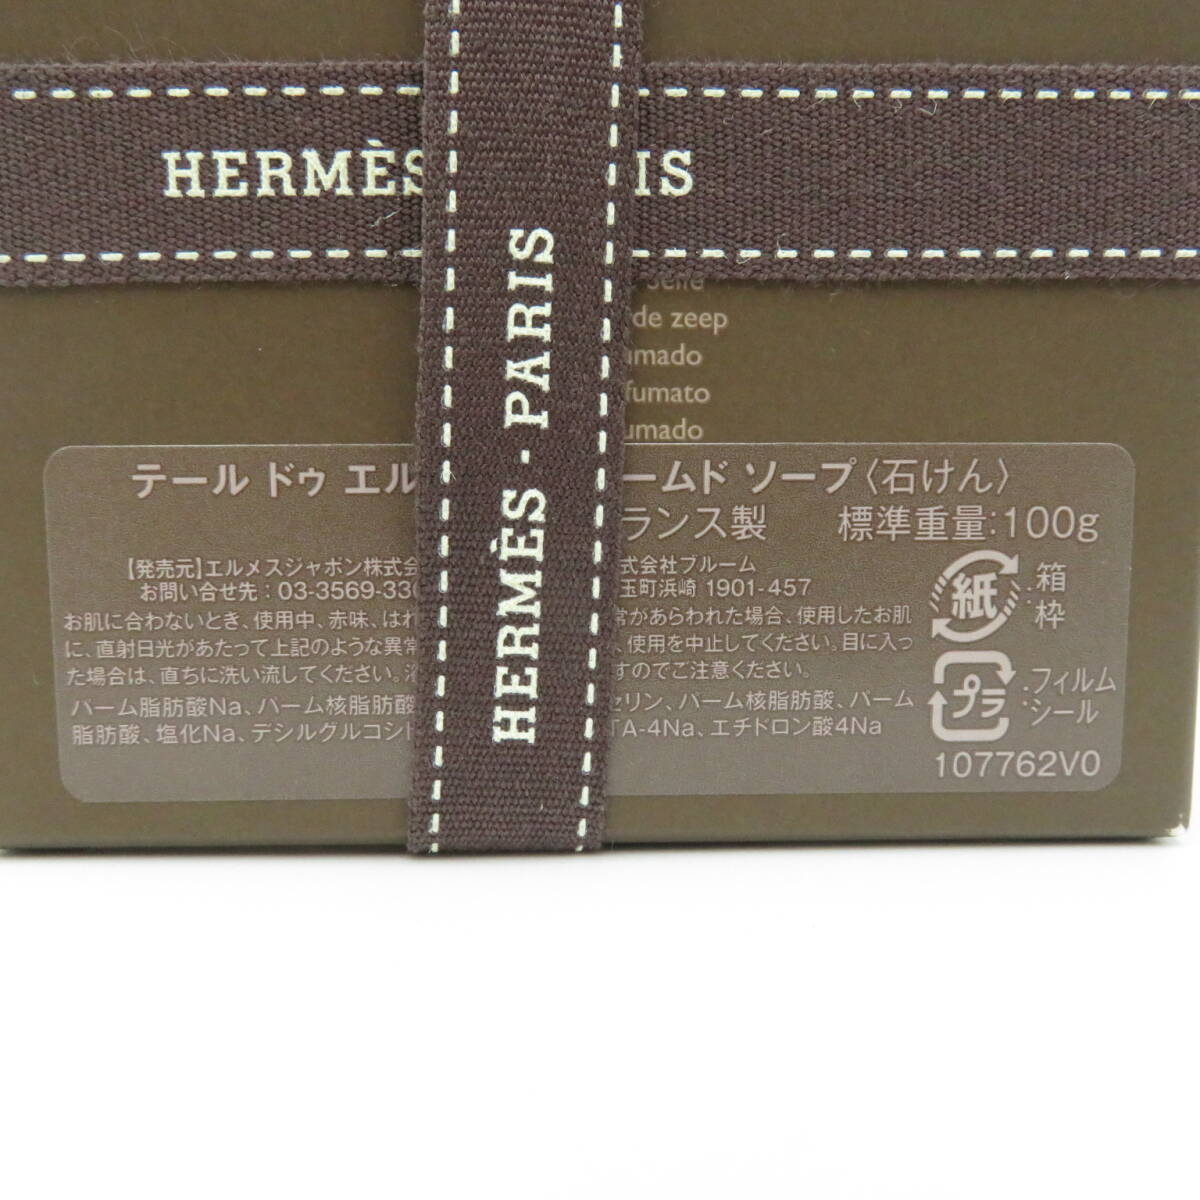 HERMÈS IS
HERMÈS·PARIS
de zeep
umado
fumato
umado
テール ドゥ エル ームド ソープ〈石けん〉
ランス製 標準重量:100g
【発売元】エルメスジャポン株式会 式会社ブルーム
お問い合せ先:03-3569-330 玉町浜崎 1901-457
お肌に合わないとき、使用中、赤味、はれ 常があらわれた場合、使用したお肌
に、直射日光があたって上記のような異常 、使用を中止してください。目に入っ
た場合は、直ちに洗い流してください。 すのでご注意ください。
パーム脂肪酸Na、パーム核脂肪酸 セリン、パーム核脂肪酸、パーム
脂肪酸、塩化Na、デシルグルコシド TA-4Na、エチドロン酸4Na
紙 :箱
:枠
プラ :フィルム
:シール
107762V0